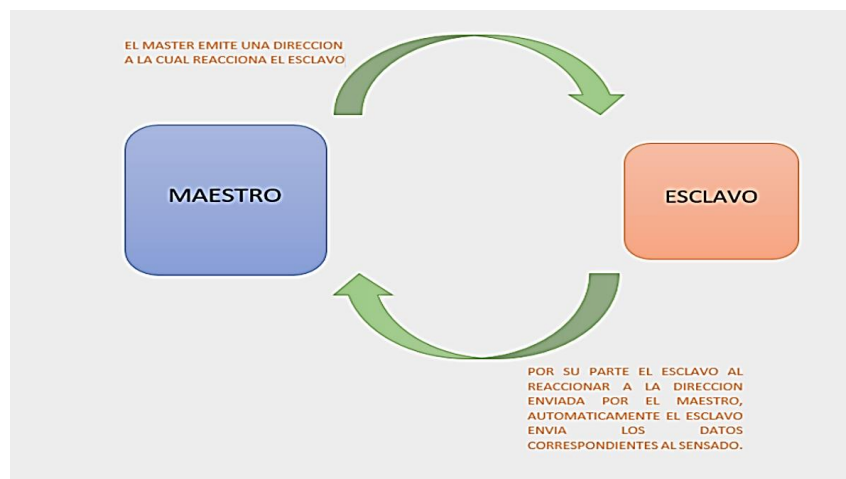 EL MASTER EMITE UNA DIRECCION
A LA CUAL REACCIONA EL ESCLAVO
MAESTRO
ESCLAVO
POR SU PARTE EL ESCLAVO AL
REACCIONAR A LA DIRECCION
ENVIADA POR EL MAESTRO,
AUTOMATICAMENTE EL ESCLAVO
ENVIA LOS DATOS
CORRESPONDIENTES AL SENSADO.